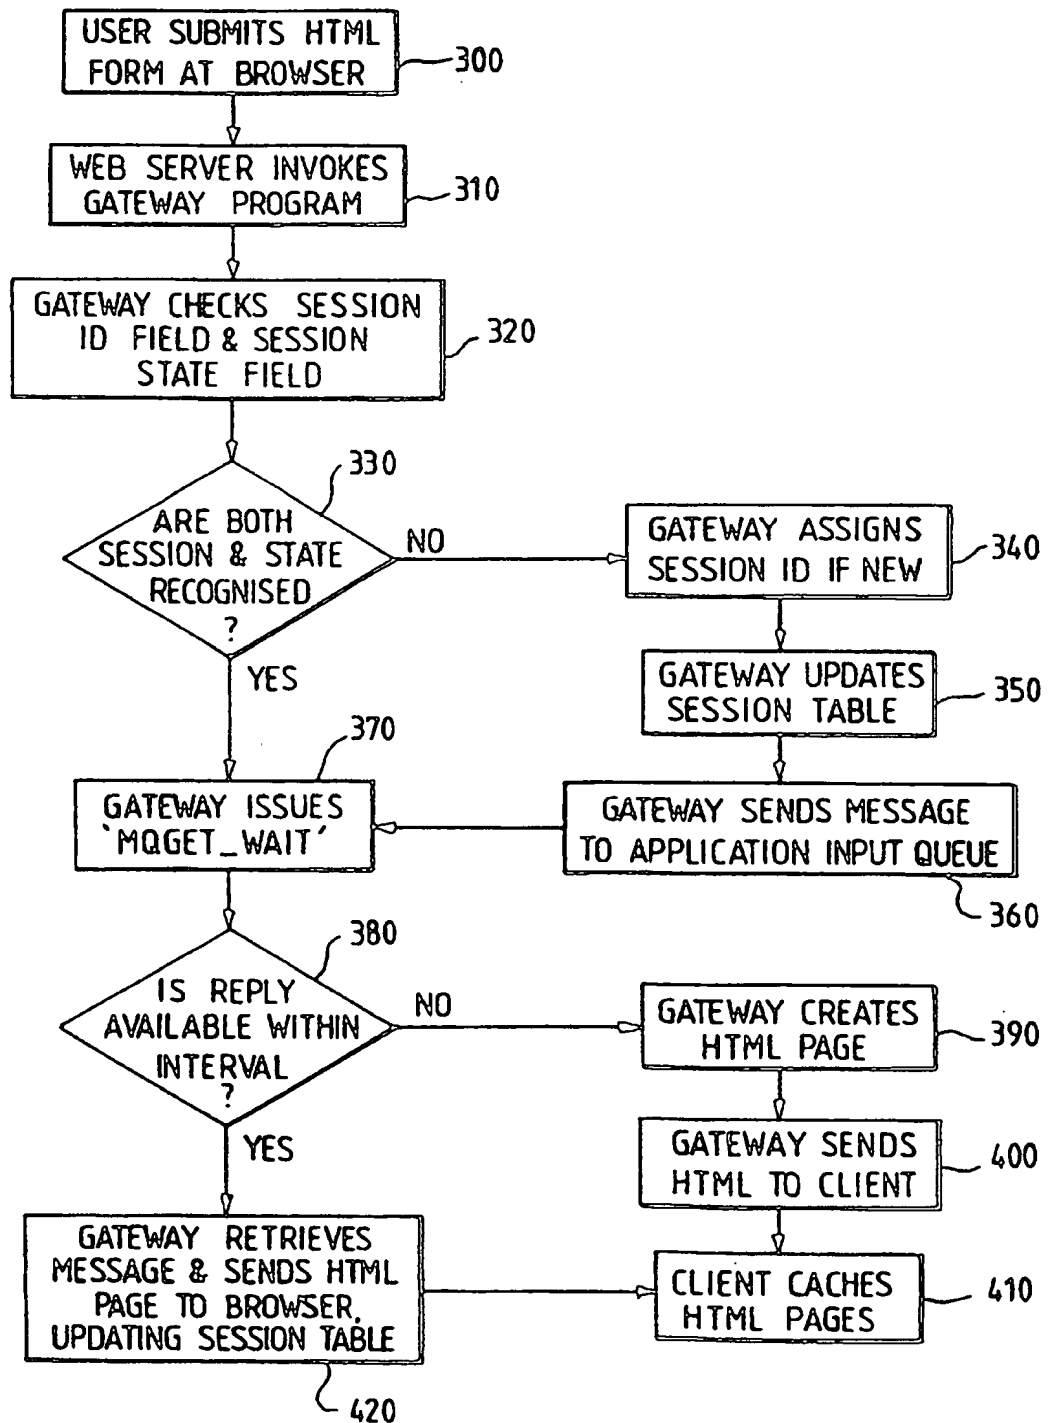 USER SUBMITS HTML
FORM AT BROWSER
300
WEB SERVER INVOKES
GATEWAY PROGRAM
310
GATEWAY CHECKS SESSION
ID FIELD & SESSION
STATE FIELD
320
330
ARE BOTH
SESSION & STATE
RECOGNISED
?
NO
YES
GATEWAY ASSIGNS
SESSION ID IF NEW
340
GATEWAY UPDATES
SESSION TABLE
350
GATEWAY SENDS MESSAGE
TO APPLICATION INPUT QUEUE
360
370
GATEWAY ISSUES
'MQGET_WAIT'
380
IS REPLY
AVAILABLE WITHIN
INTERVAL
?
NO
YES
GATEWAY CREATES
HTML PAGE
390
GATEWAY SENDS
HTML TO CLIENT
400
GATEWAY RETRIEVES
MESSAGE & SENDS HTML
PAGE TO BROWSER,
UPDATING SESSION TABLE
420
CLIENT CACHES
HTML PAGES
410